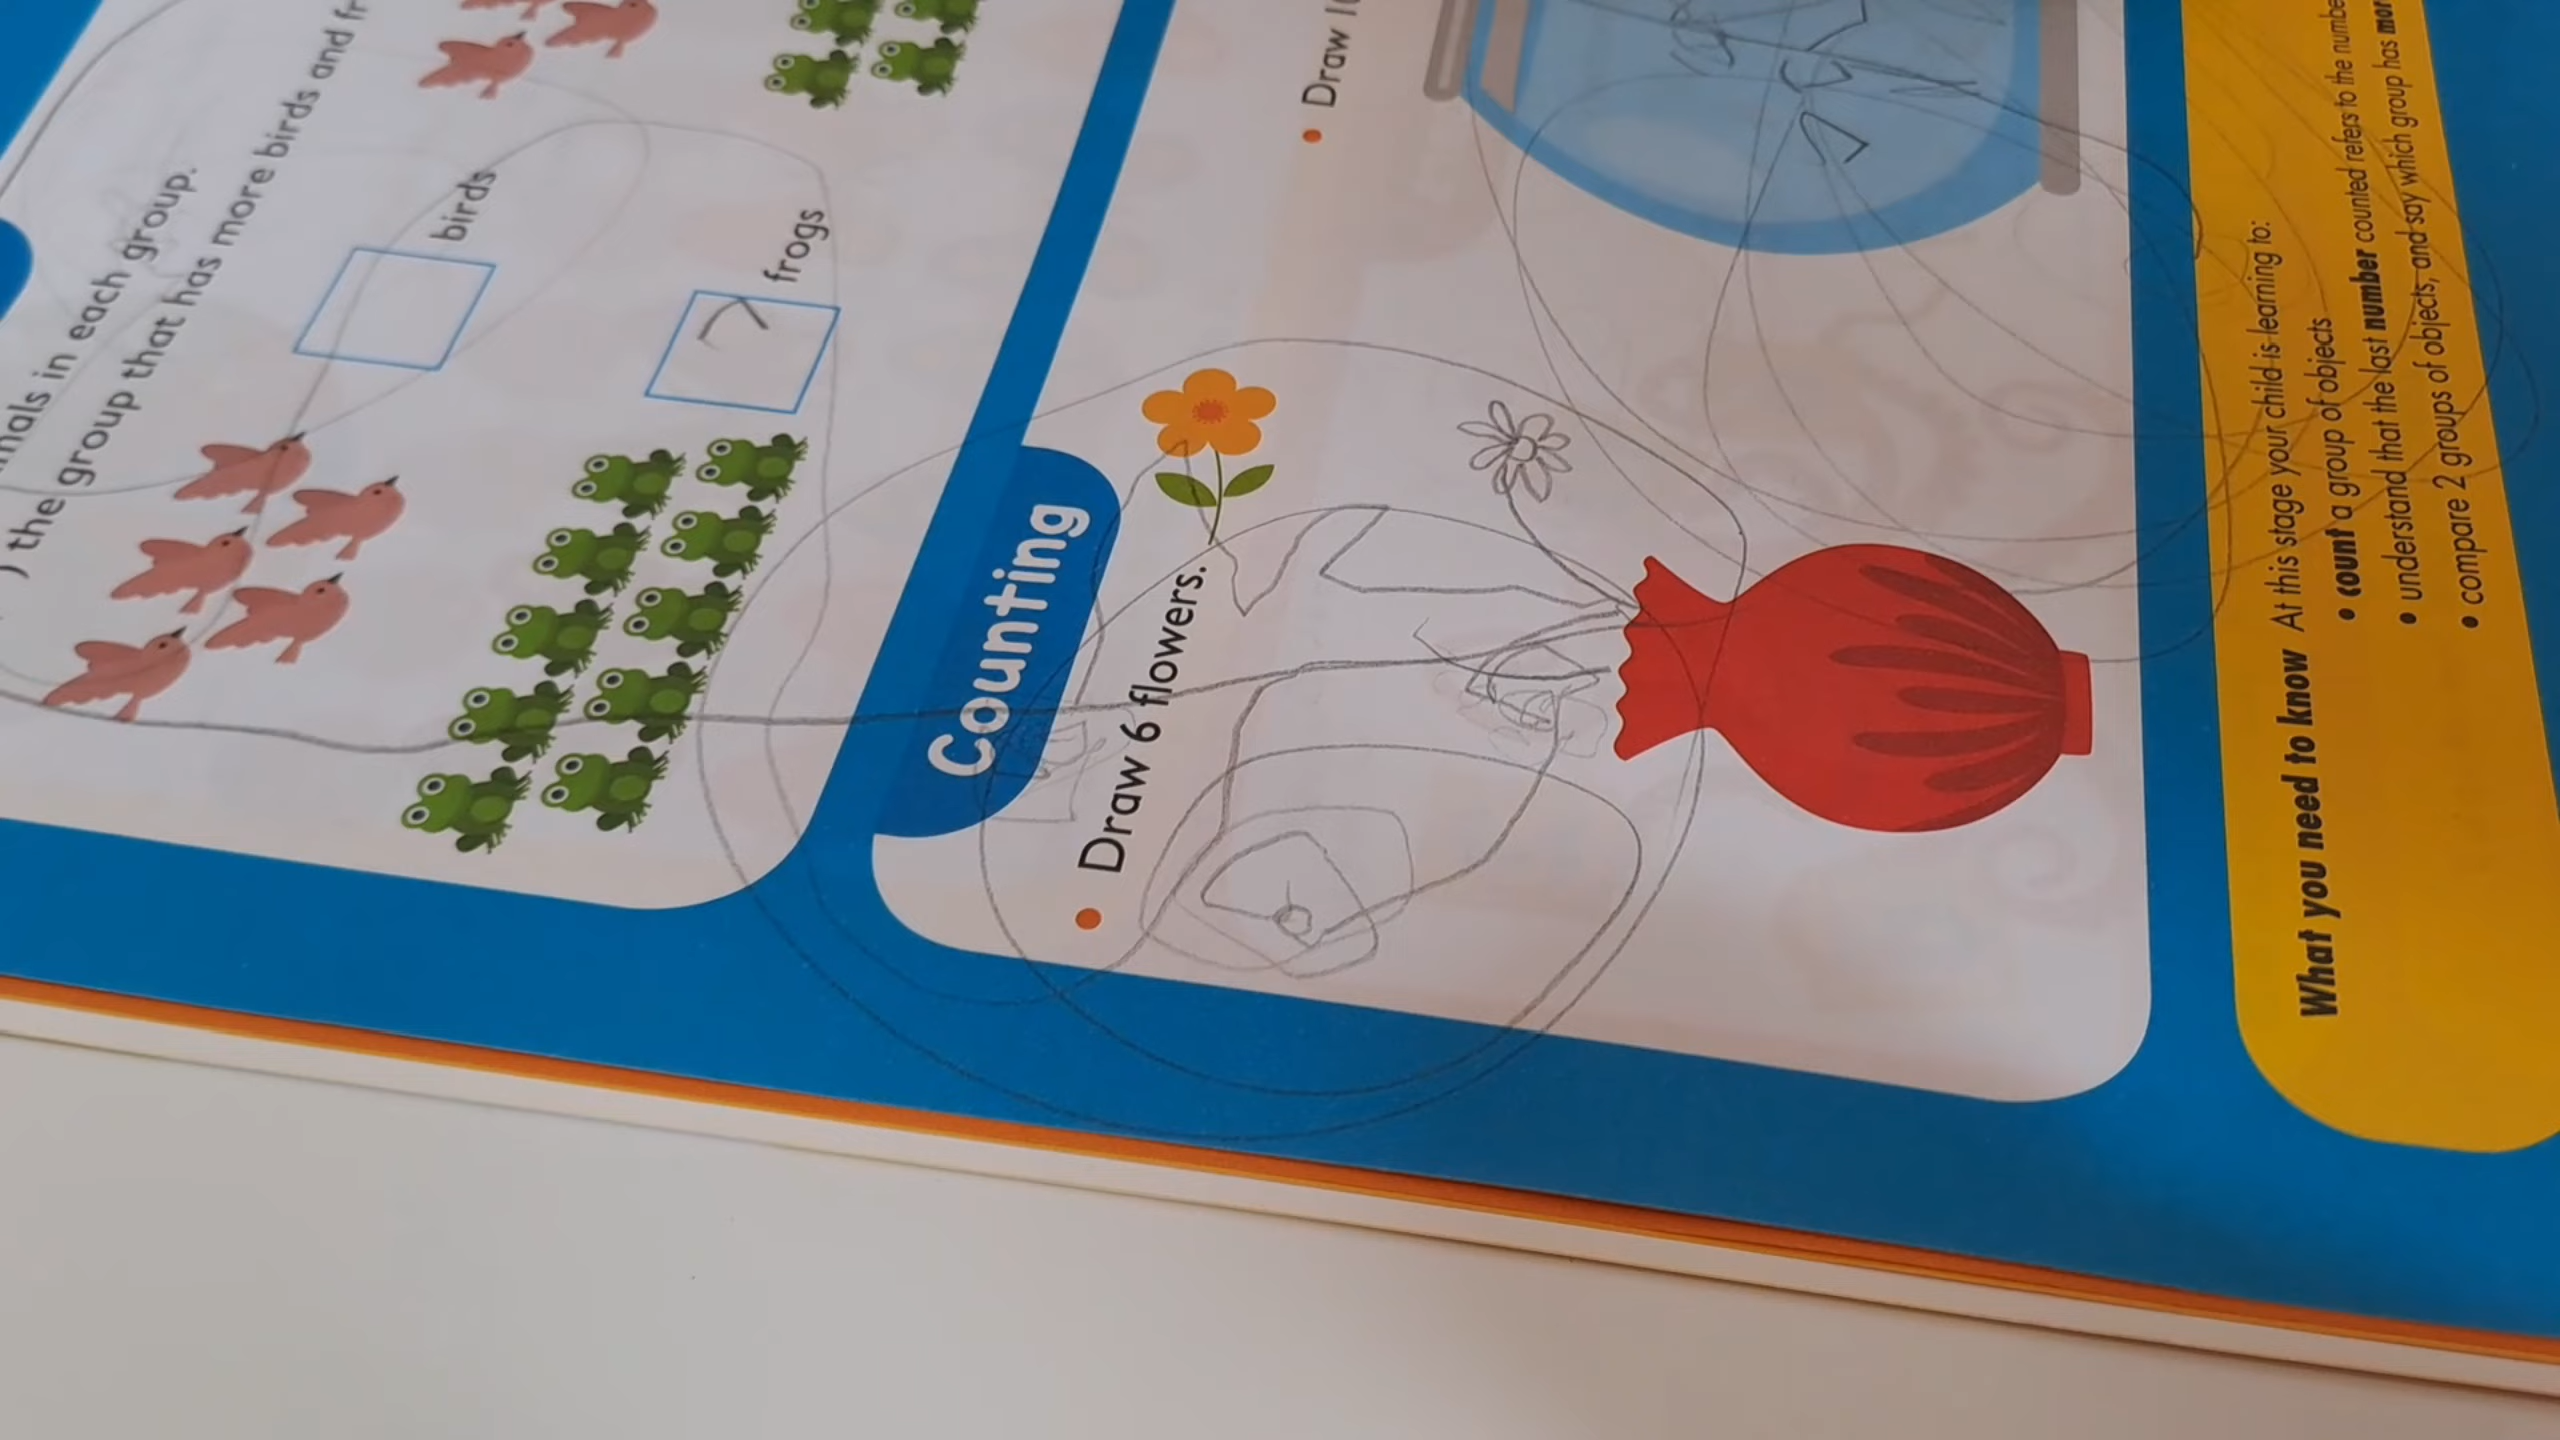 mals in each group.
) the group that has more birds and fr
birds
frogs
Counting
• Draw 6 flowers.
• Draw 1
What you need to know At this stage your child is learning to:
• count a group of objects
• understand that the last number counted refers to the numbe
• compare 2 groups of objects, and say which group has mor